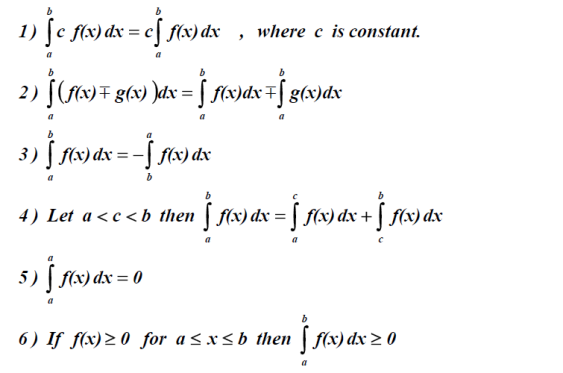 1) ∫_a^b c f(x) dx = c ∫_a^b f(x) dx , where c is constant.
2) ∫_a^b (f(x) ∓ g(x))dx = ∫_a^b f(x)dx ∓ ∫_a^b g(x)dx
3) ∫_a^b f(x) dx = − ∫_b^a f(x) dx
4) Let a < c < b then ∫_a^b f(x) dx = ∫_a^c f(x) dx + ∫_c^b f(x) dx
5) ∫_a^a f(x) dx = 0
6) If f(x) ≥ 0 for a ≤ x ≤ b then ∫_a^b f(x) dx ≥ 0